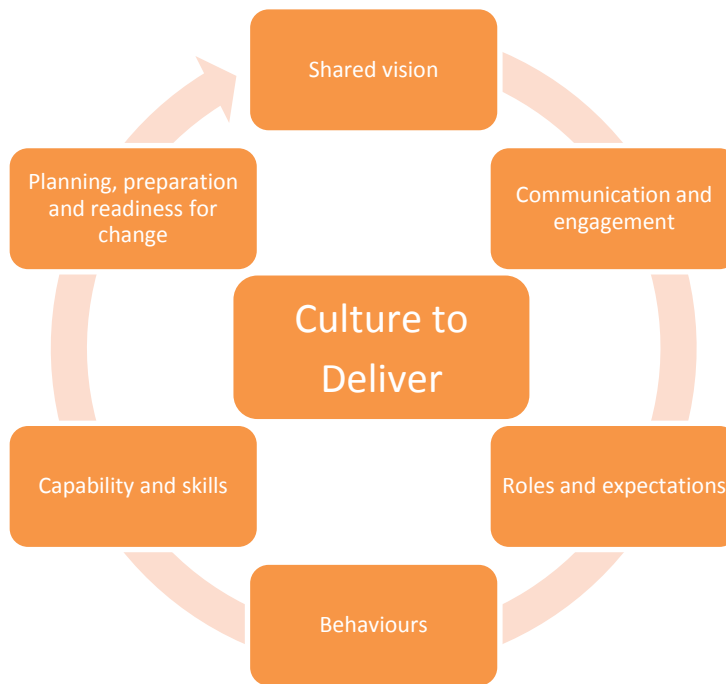 Shared vision
Communication and
engagement
Roles and expectations
Behaviours
Capability and skills
Planning, preparation
and readiness for
change
Culture to
Deliver